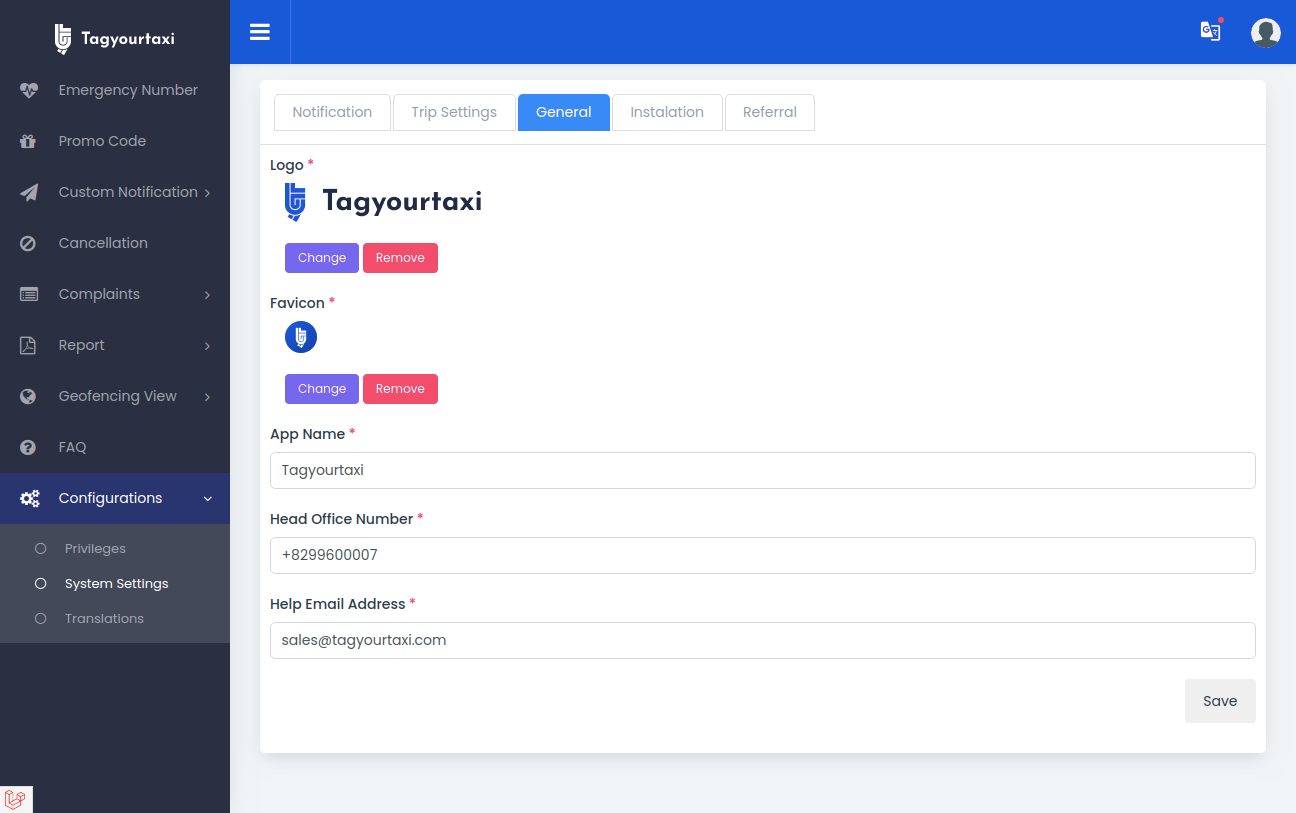 Tagyourtaxi
Emergency Number
Promo Code
Custom Notification
Cancellation
Complaints
Report
Geofencing View
FAQ
Configurations
Privileges
System Settings
Translations
Notification
Trip Settings
General
Instalation
Referral
Logo *
Tagyourtaxi
Change
Remove
Favicon *
Change
Remove
App Name *
Tagyourtaxi
Head Office Number *
+8299600007
Help Email Address *
sales@tagyourtaxi.com
Save